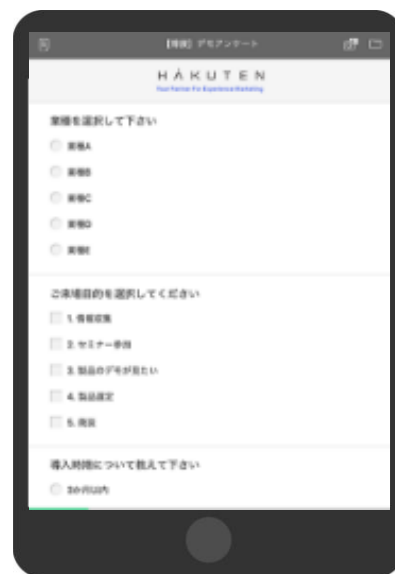 【模擬】デモアンケート
HAKUTEN
Your Partner For Experience Marketing
業種を選択して下さい
業種A
業種B
業種C
業種D
業種E
ご来場目的を選択してください
1. 情報収集
2. セミナー参加
3. 製品のデモが見たい
4. 製品選定
5. 商談
導入時期について教えて下さい
3か月以内